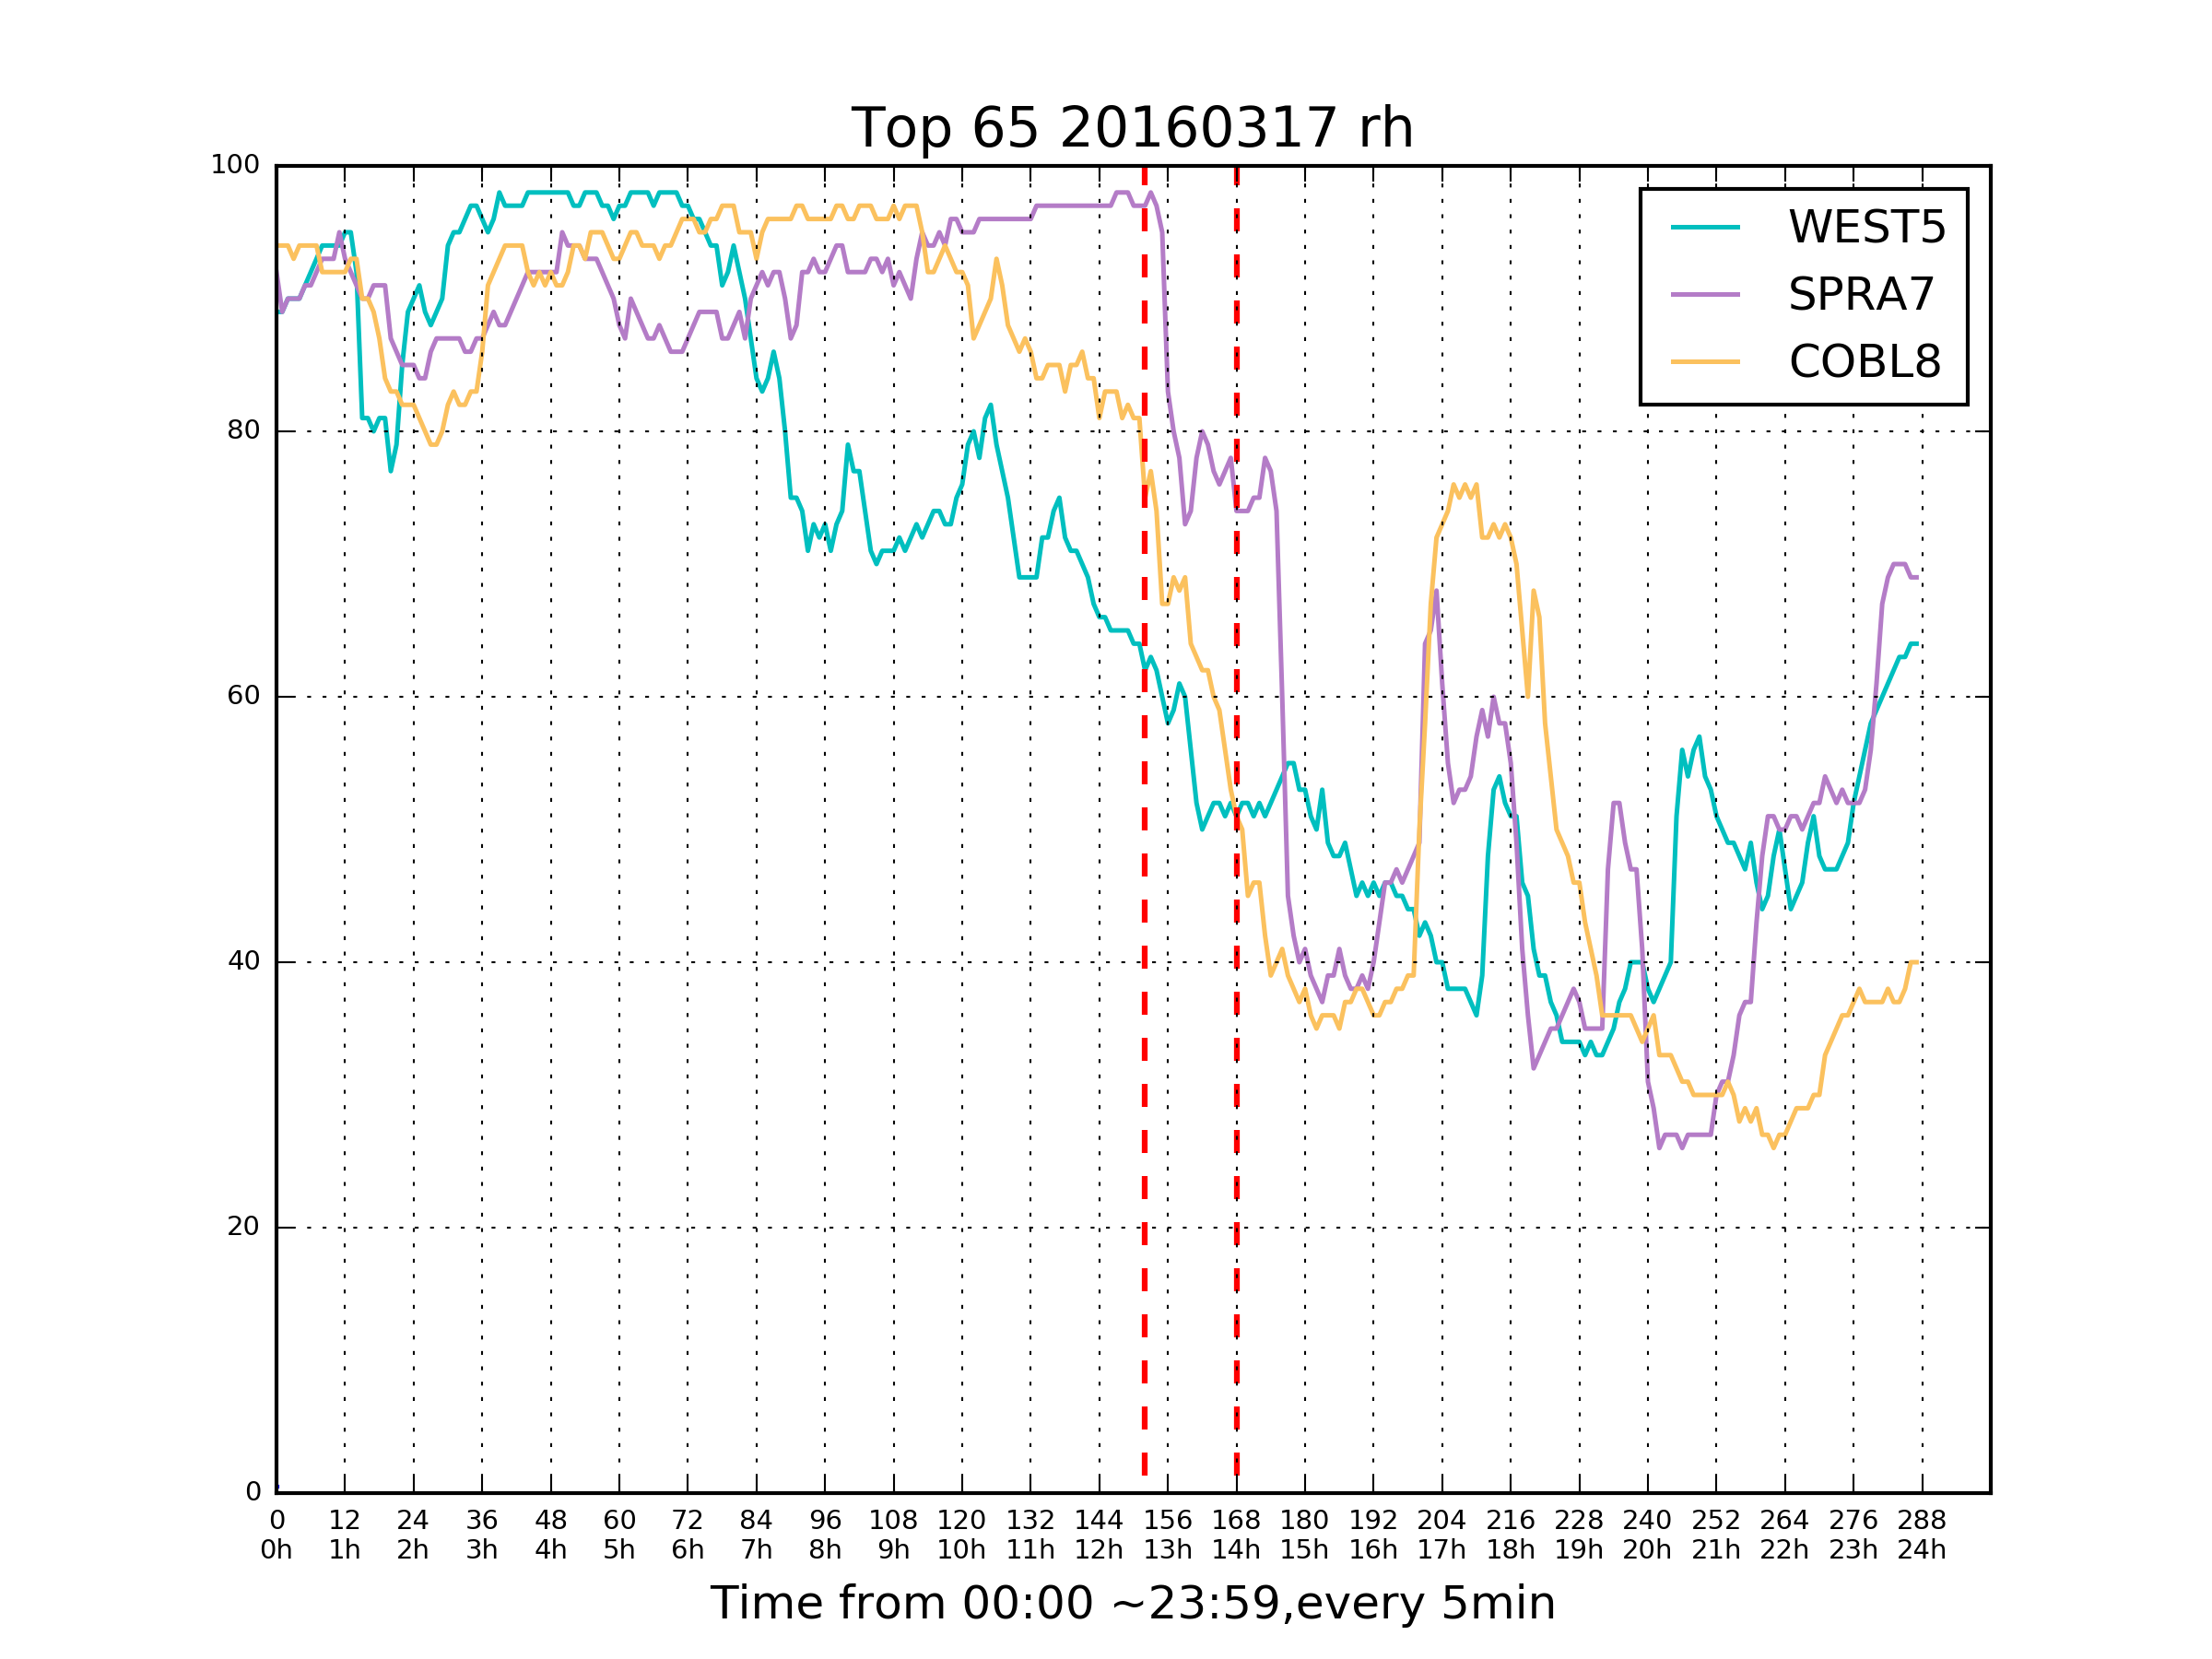 Top 65 20160317 rh
100
80
60
40
20
0
WEST5
SPRA7
COBL8
0 12 24 36 48 60 72 84 96 108 120 132 144 156 168 180 192 204 216 228 240 252 264 276 288
0h 1h 2h 3h 4h 5h 6h 7h 8h 9h 10h 11h 12h 13h 14h 15h 16h 17h 18h 19h 20h 21h 22h 23h 24h
Time from 00:00 ~23:59,every 5min